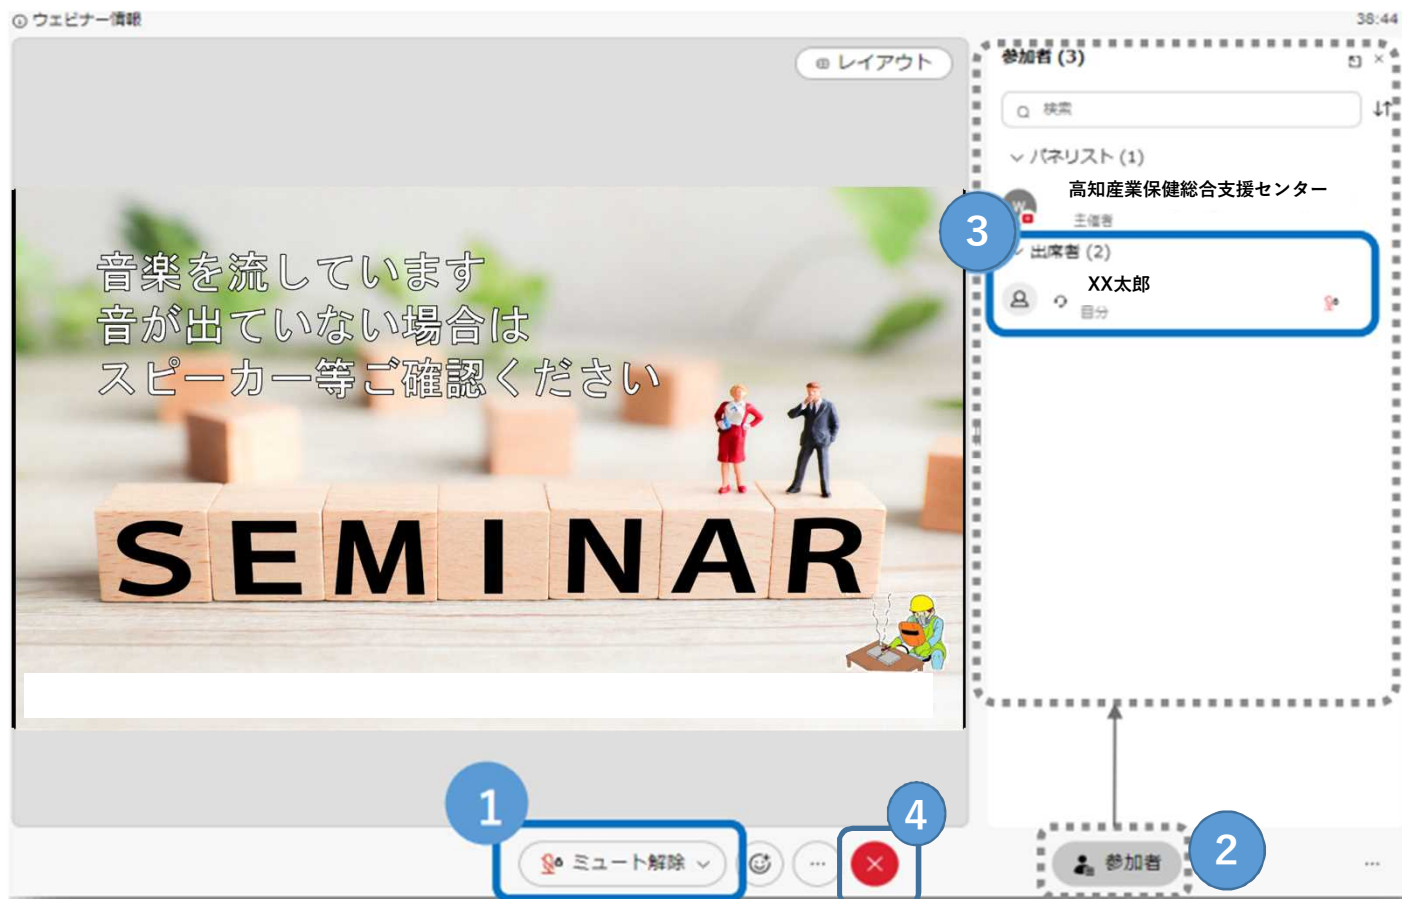 ウェビナー情報
38:44
レイアウト
音楽を流しています
音が出ていない場合は
スピーカー等ご確認ください
SEMINAR
参加者 (3)
検索
パネリスト (1)
W
高知産業保健総合支援センター
主催者
3
出席者 (2)
XX太郎
自分
1
ミュート解除
4
参加者
2